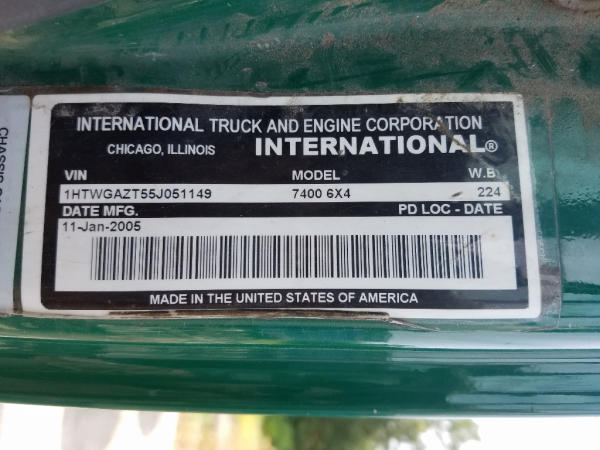 INTERNATIONAL TRUCK AND ENGINE CORPORATION
CHICAGO, ILLINOIS INTERNATIONAL®
VIN MODEL W.B.
1HTWGAZT55J051149 7400 6X4 224
DATE MFG. PD LOC - DATE
11-Jan-2005
MADE IN THE UNITED STATES OF AMERICA